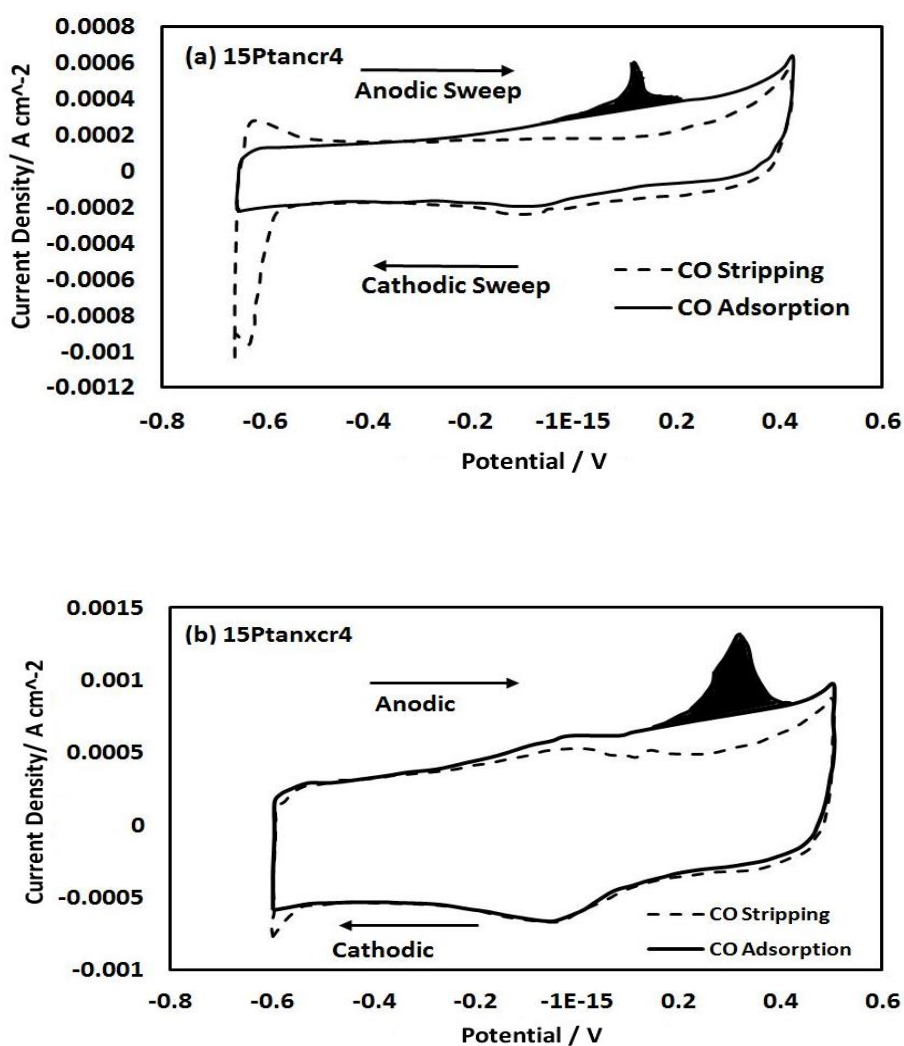 0.0008
0.0006
0.0004
0.0002
0
-0.0002
-0.0004
-0.0006
-0.0008
-0.001
-0.0012
Current Density/ A cm^-2
(a) 15Ptancr4
Anodic Sweep
Cathodic Sweep
CO Stripping
CO Adsorption
-0.8 -0.6 -0.4 -0.2 -1E-15 0.2 0.4 0.6
Potential / V
0.0015
0.001
0.0005
0
-0.0005
-0.001
Current Density/ A cm^-2
(b) 15Ptanxcr4
Anodic
Cathodic
CO Stripping
CO Adsorption
-0.8 -0.6 -0.4 -0.2 -1E-15 0.2 0.4 0.6
Potential / V